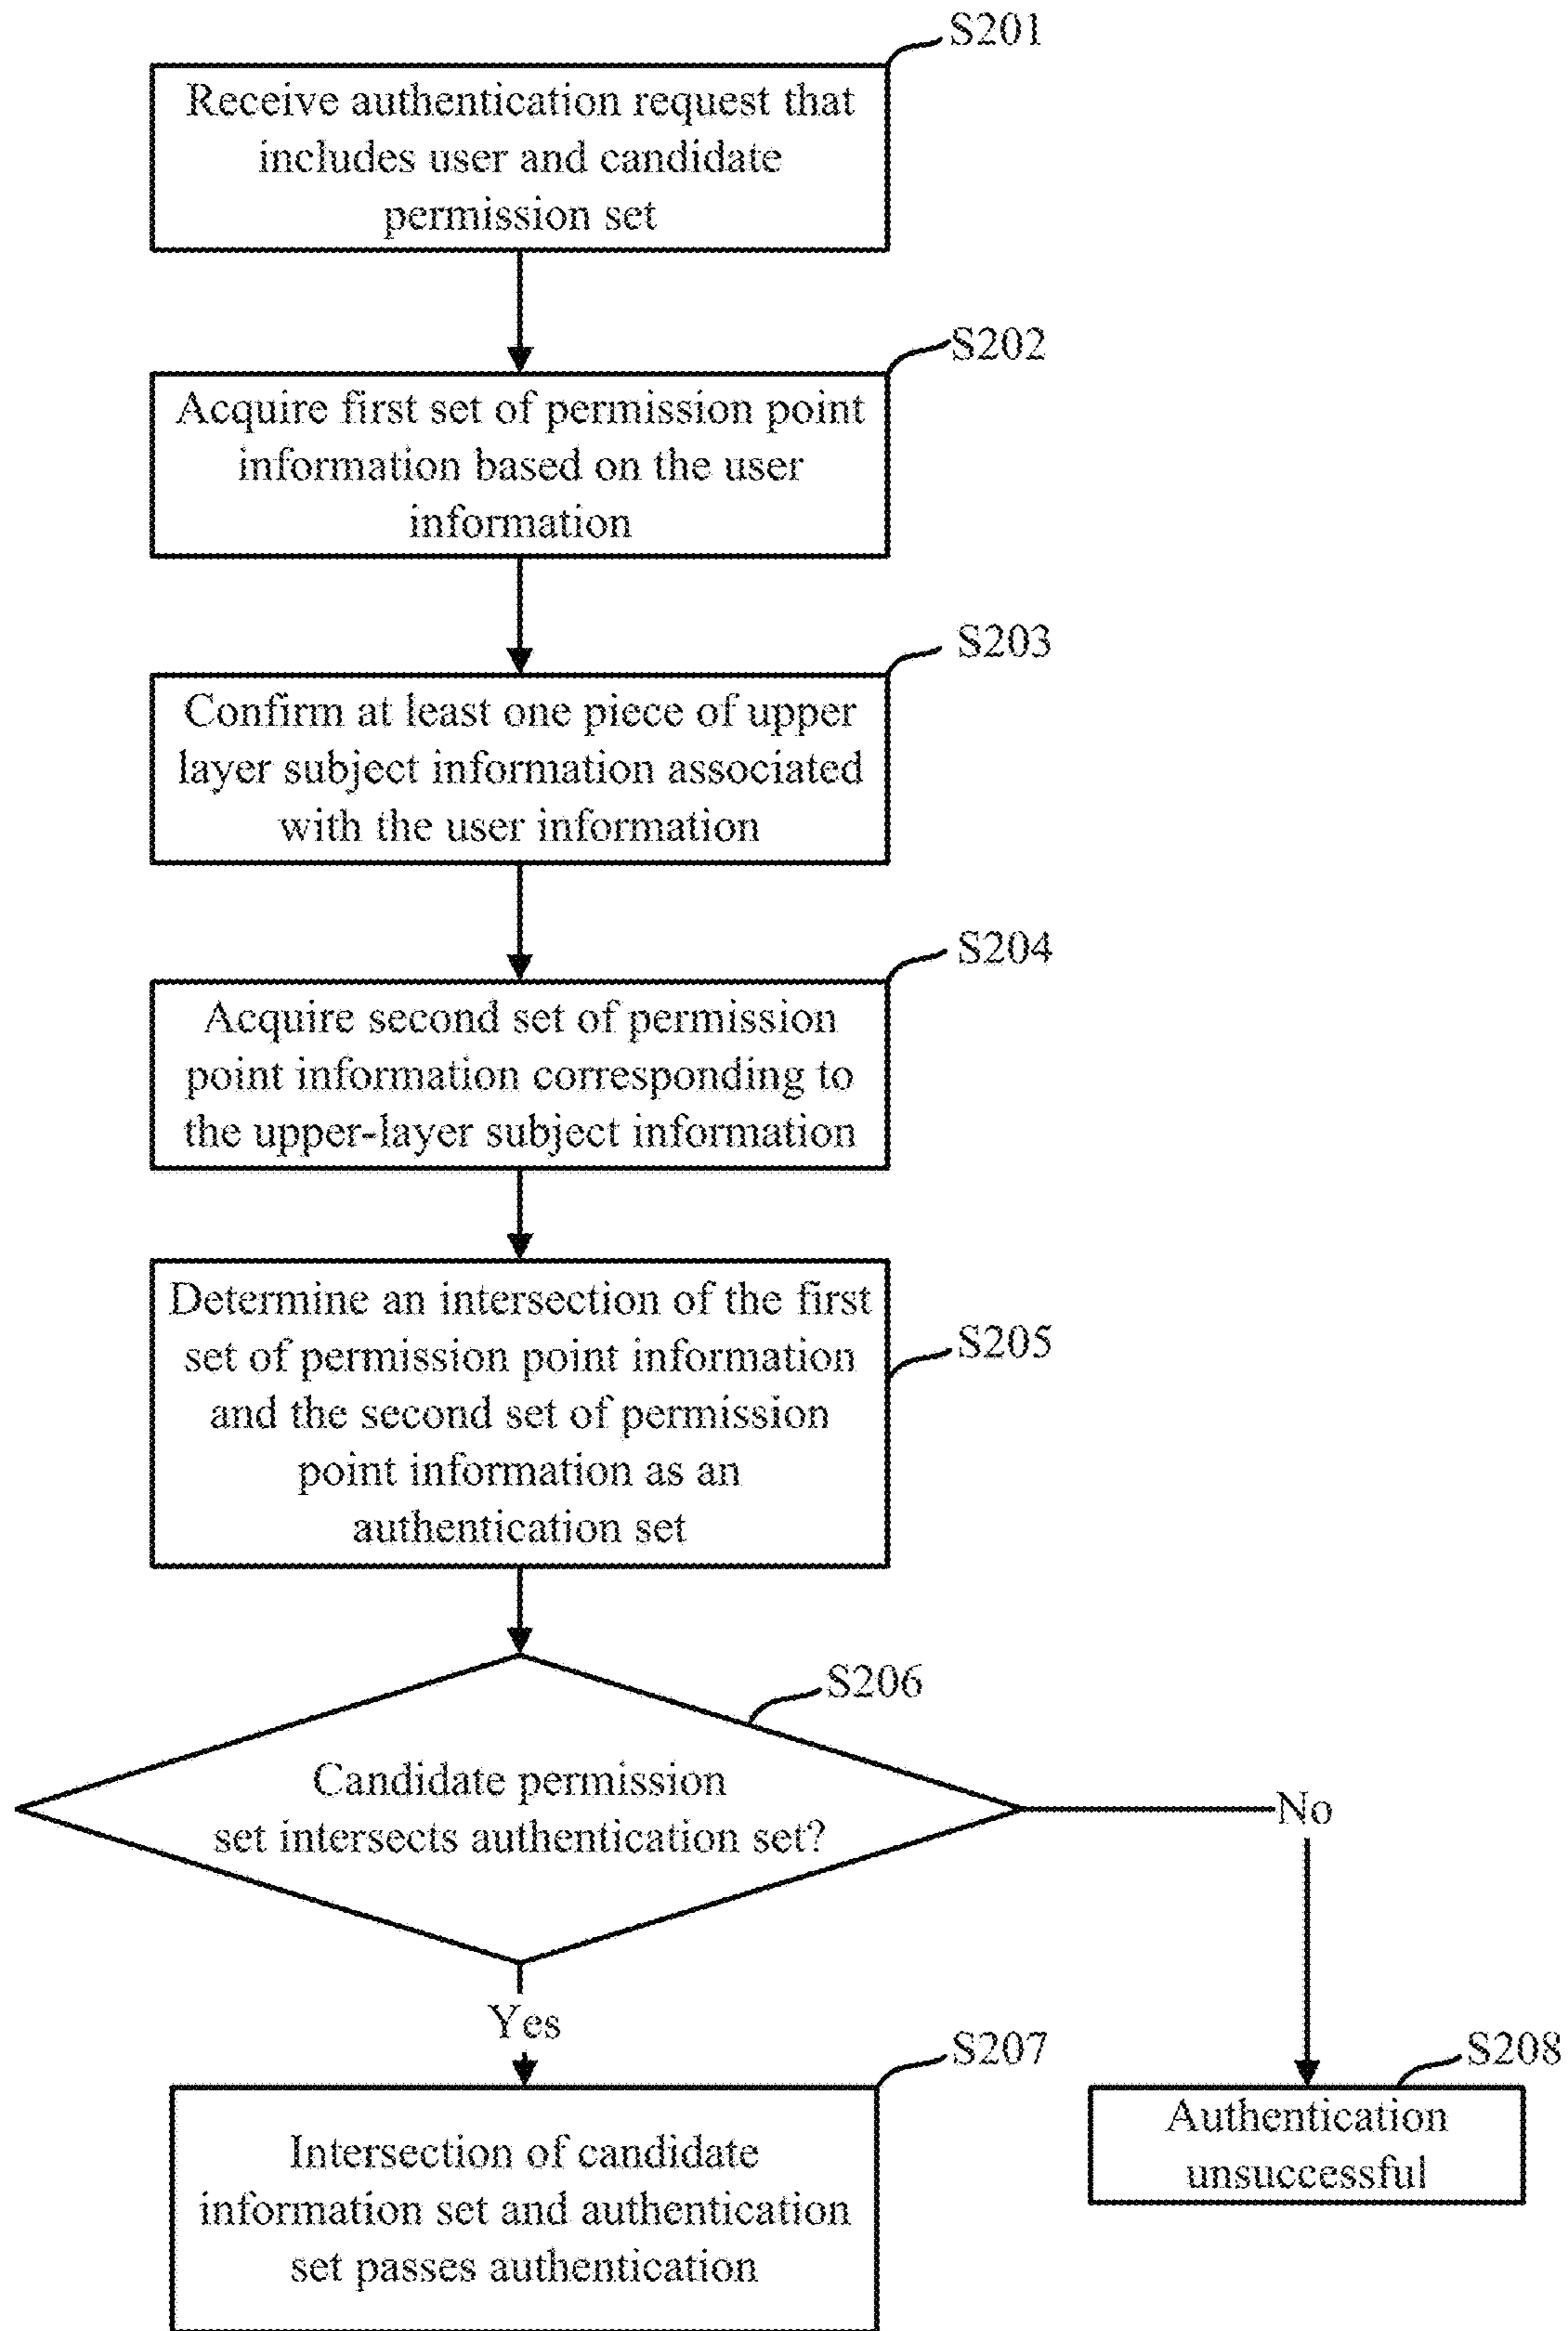 S201
Receive authentication request that
includes user and candidate
permission set
S202
Acquire first set of permission point
information based on the user
information
S203
Confirm at least one piece of upper
layer subject information associated
with the user information
S204
Acquire second set of permission
point information corresponding to
the upper-layer subject information
Determine an intersection of the first
set of permission point information
and the second set of permission
point information as an
authentication set
S205
S206
Candidate permission
set intersects authentication set?
No
Yes
S207
Intersection of candidate
information set and authentication
set passes authentication
S208
Authentication
unsuccessful